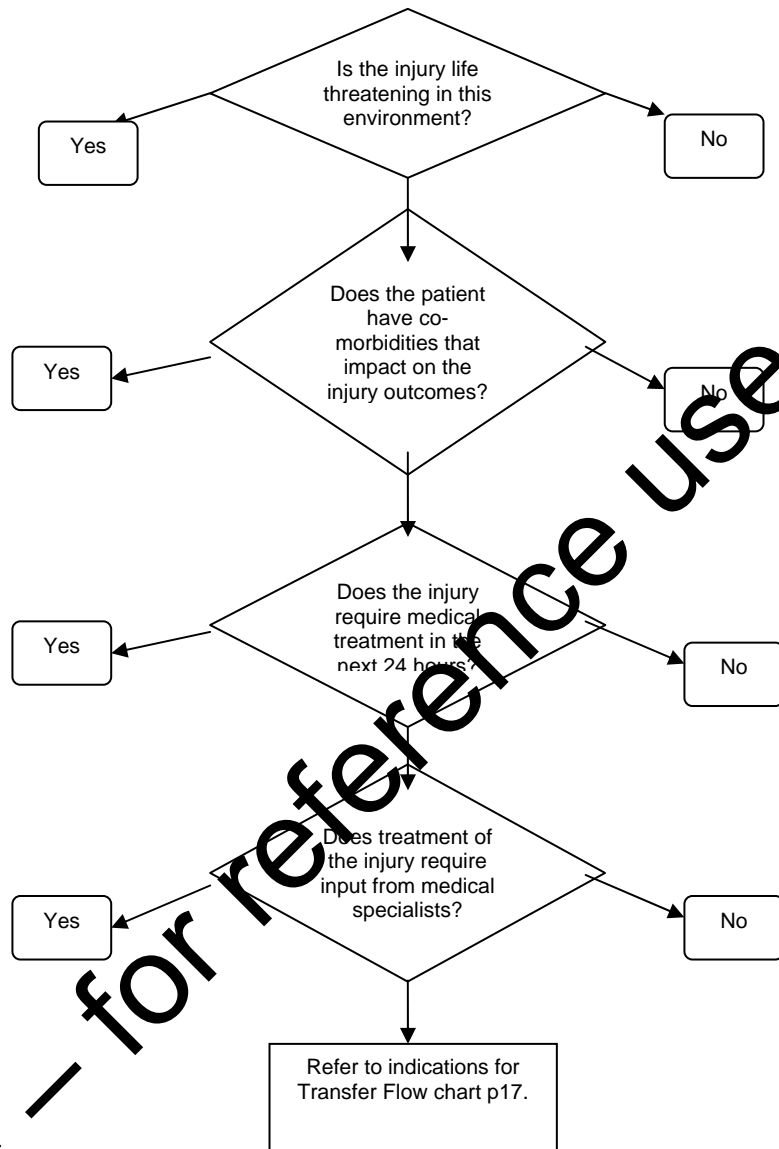 Is the injury life
threatening in this
environment?
Yes
No
Does the patient
have co-
morbidities that
impact on the
injury outcomes?
Yes
No
Does the injury
require medical
treatment in the
next 24 hours?
Yes
No
Does treatment of
the injury require
input from medical
specialists?
Yes
No
Refer to indications for
Transfer Flow chart p17.
– for reference use